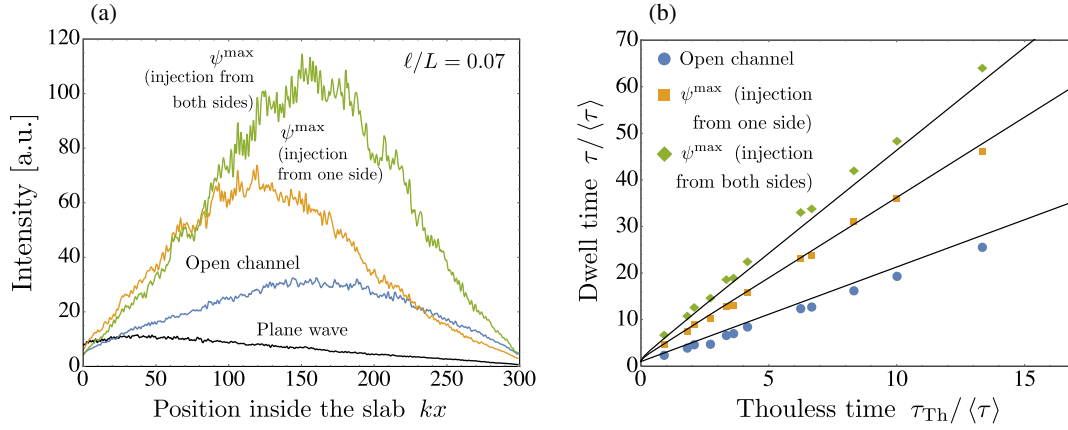 (a)
120
100
80
60
40
20
0
Intensity [a.u.]
ψ^max
(injection from
both sides)
ℓ/L = 0.07
ψ^max
(injection
from one side)
Open channel
Plane wave
0
50
100
150
200
250
300
Position inside the slab kx
(b)
70
60
50
40
30
20
10
0
Dwell time τ/⟨τ⟩
Open channel
ψ^max (injection
from one side)
ψ^max (injection
from both sides)
0
5
10
15
Thouless time τ_Th/⟨τ⟩